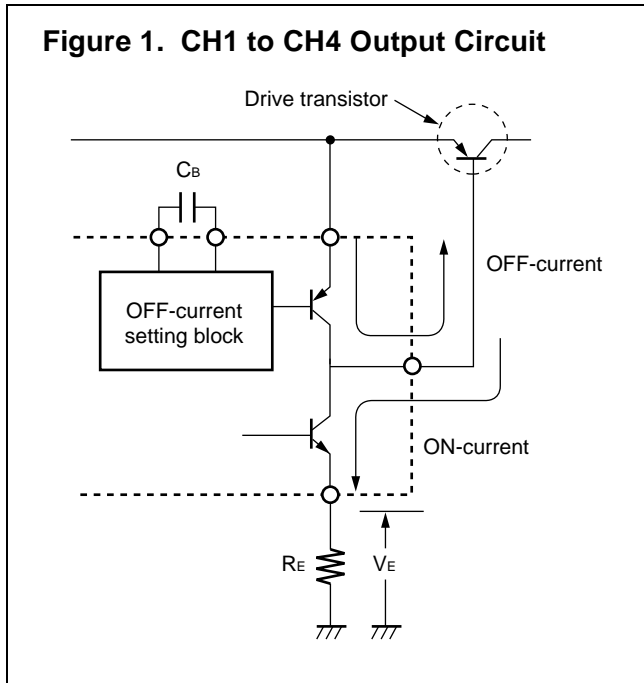 Figure 1. CH1 to CH4 Output Circuit
Drive transistor
CB
OFF-current
OFF-current
setting block
ON-current
RE
VE